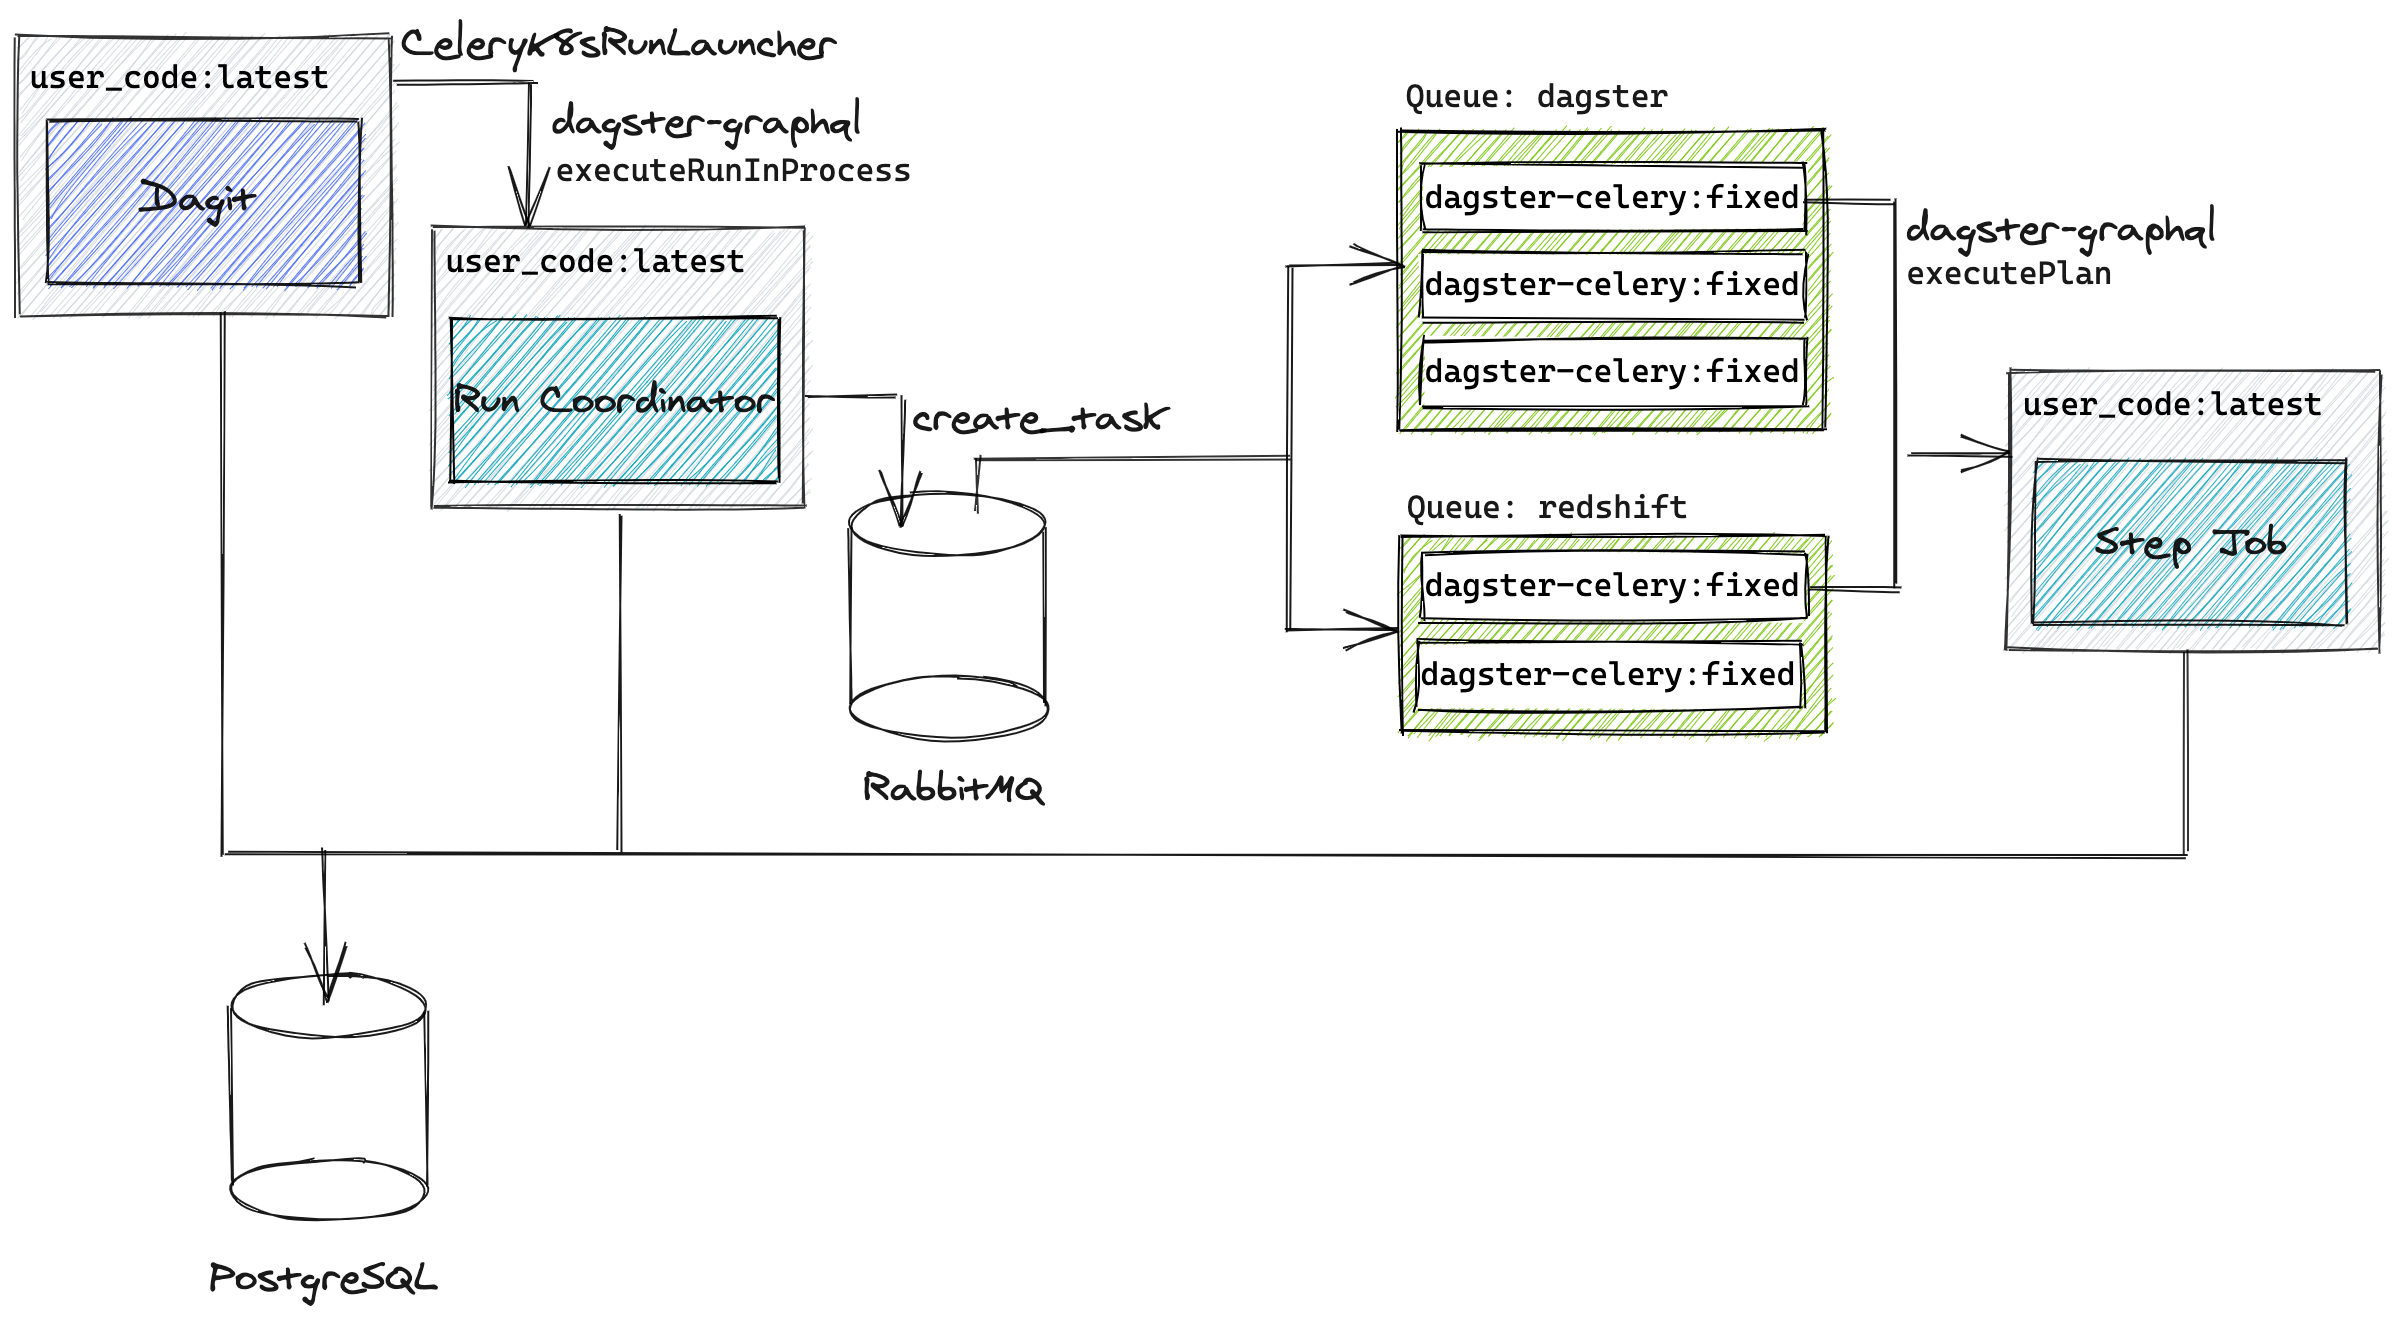 CeleryK8sRunLauncher
user_code:latest
Dagit
dagster-graphql
executeRunInProcess
user_code:latest
Run Coordinator
create_task
RabbitMQ
Queue: dagster
dagster-celery:fixed
dagster-celery:fixed
dagster-celery:fixed
Queue: redshift
dagster-celery:fixed
dagster-celery:fixed
dagster-graphql
executePlan
user_code:latest
Step Job
PostgreSQL